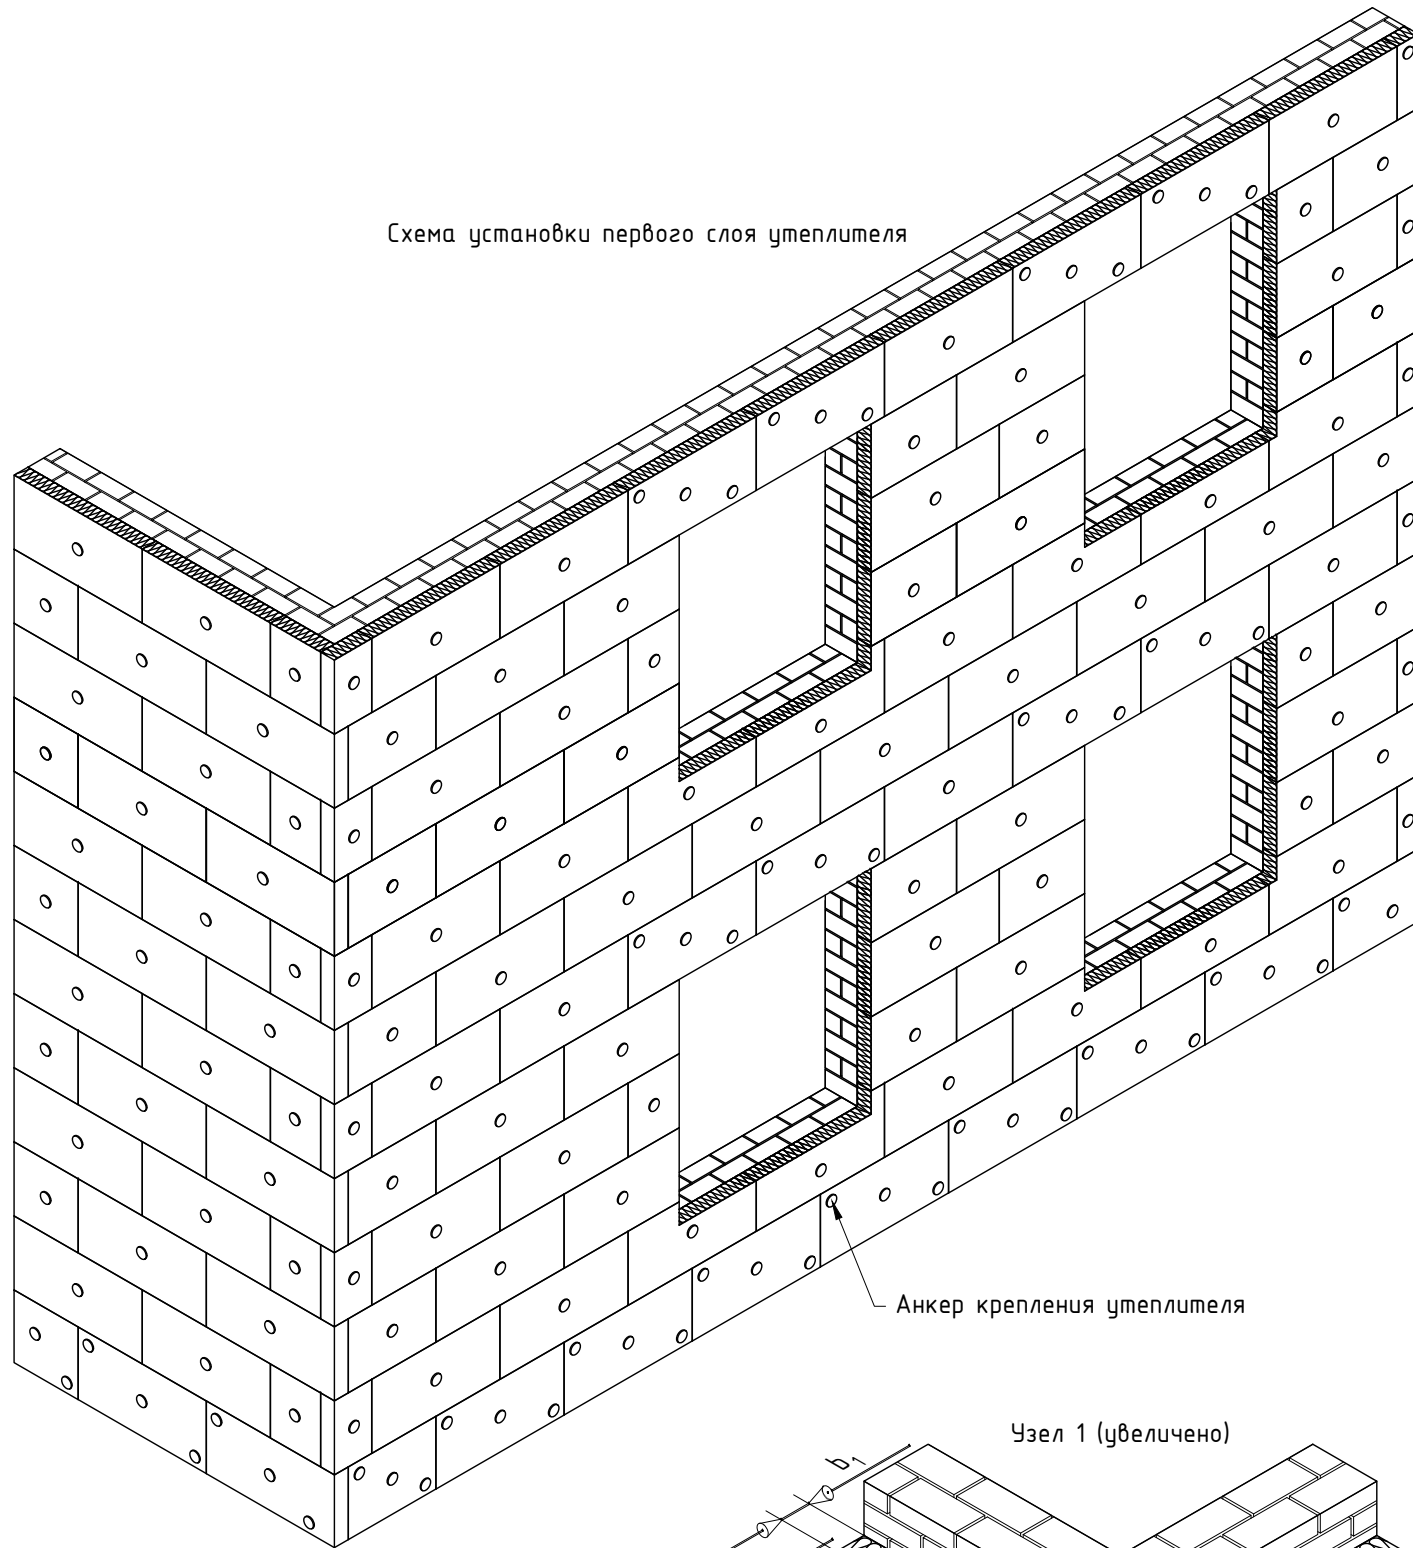 Схема установки первого слоя утеплителя
Анкер крепления утеплителя
Узел 1 (увеличено)
b1